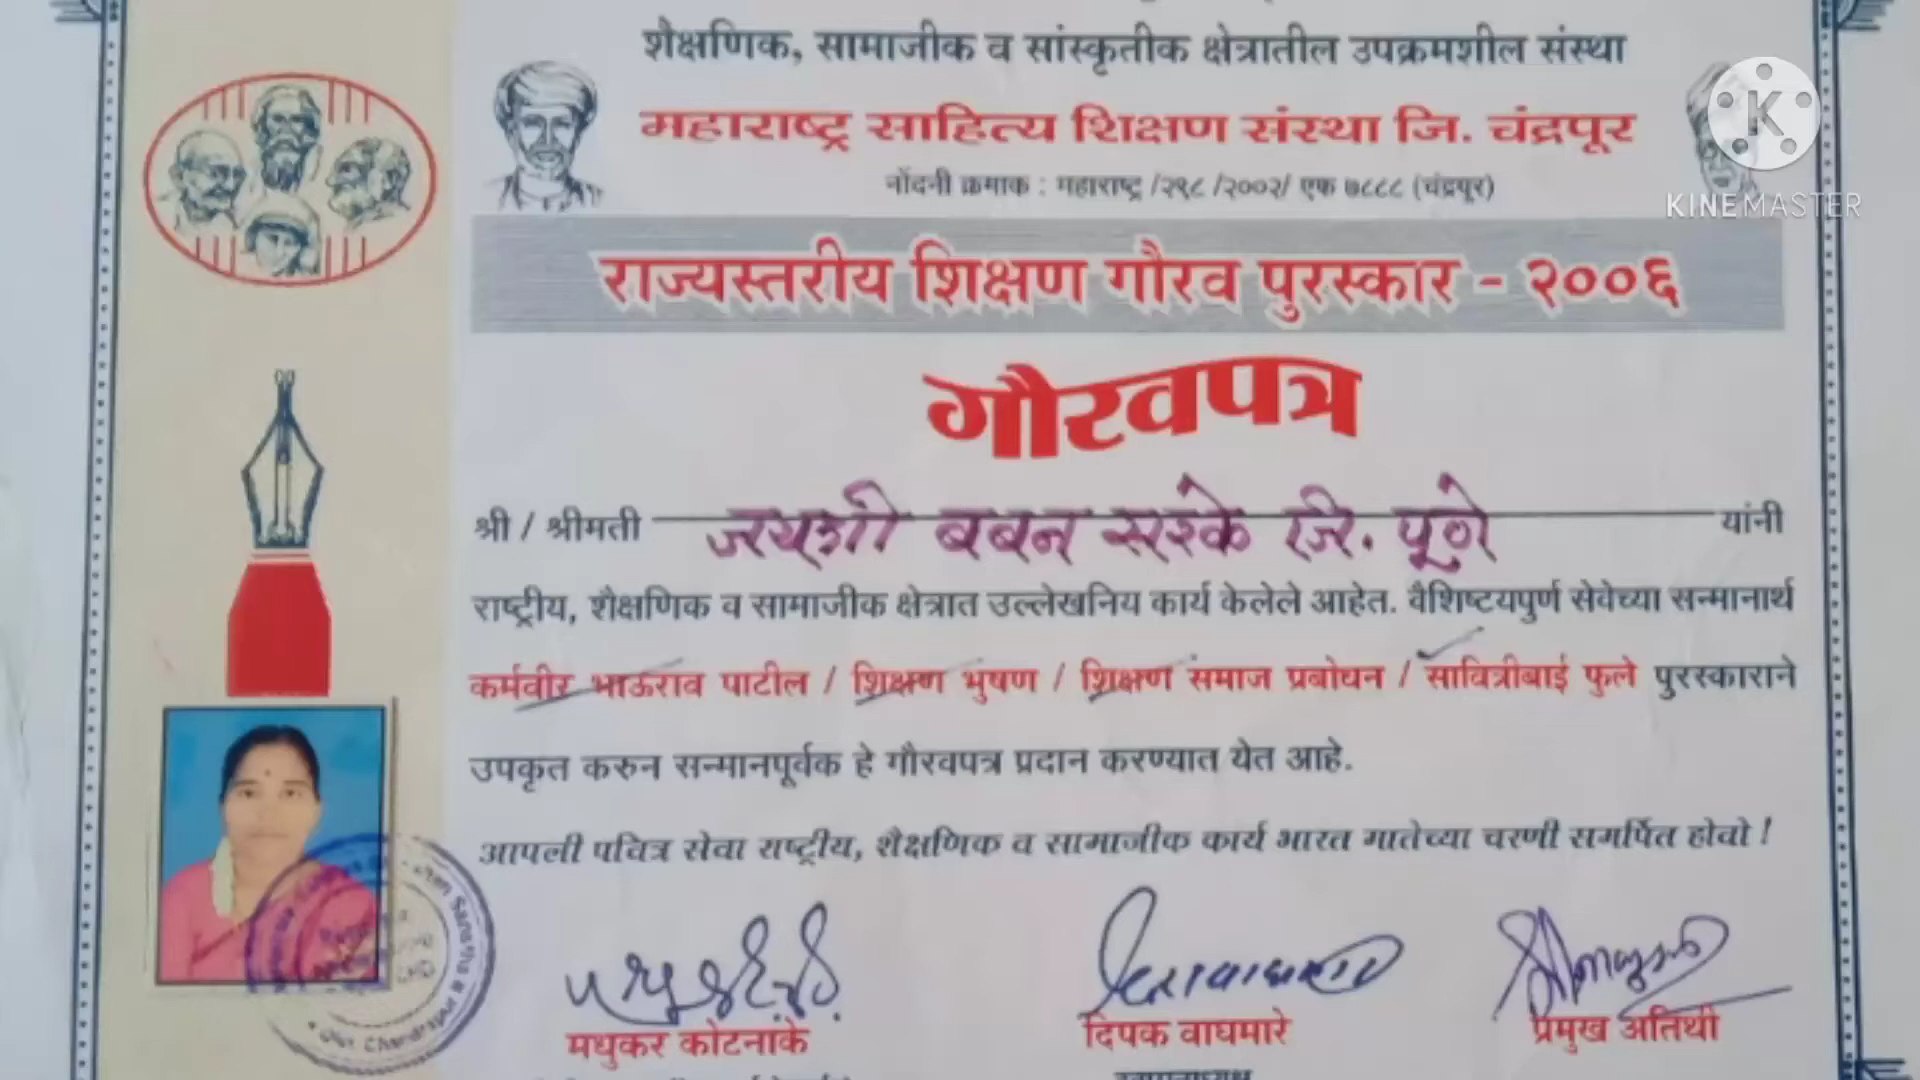 शैक्षणिक, सामाजीक व सांस्कृतीक क्षेत्रातील उपक्रमशील संस्था
महाराष्ट्र साहित्य शिक्षण संस्था जि. चंद्रपूर
नोंदनी क्रमाक : महाराष्ट्र /२९८ /२००२/ एफ ७८८८ (चंद्रपूर)
KINEMASTER
राज्यस्तरीय शिक्षण गौरव पुरस्कार - २००६
गौरवपत्र
श्री / श्रीमती जयश्री बबन सरके जि. पूणे यांनी
राष्ट्रीय, शैक्षणिक व सामाजीक क्षेत्रात उल्लेखनिय कार्य केलेले आहेत. वैशिष्टयपुर्ण सेवेच्या सन्मानार्थ
कर्मवीर भाऊराव पाटील / शिक्षण भुषण / शिक्षण समाज प्रबोधन / सावित्रीबाई फुले पुरस्काराने
उपकृत करुन सन्मानपूर्वक हे गौरवपत्र प्रदान करण्यात येत आहे.
आपली पवित्र सेवा राष्ट्रीय, शैक्षणिक व सामाजीक कार्य भारत मातेच्या चरणी समर्पित होवो !
मधुकर कोटनाके दिपक वाघमारे प्रमुख अतिथी